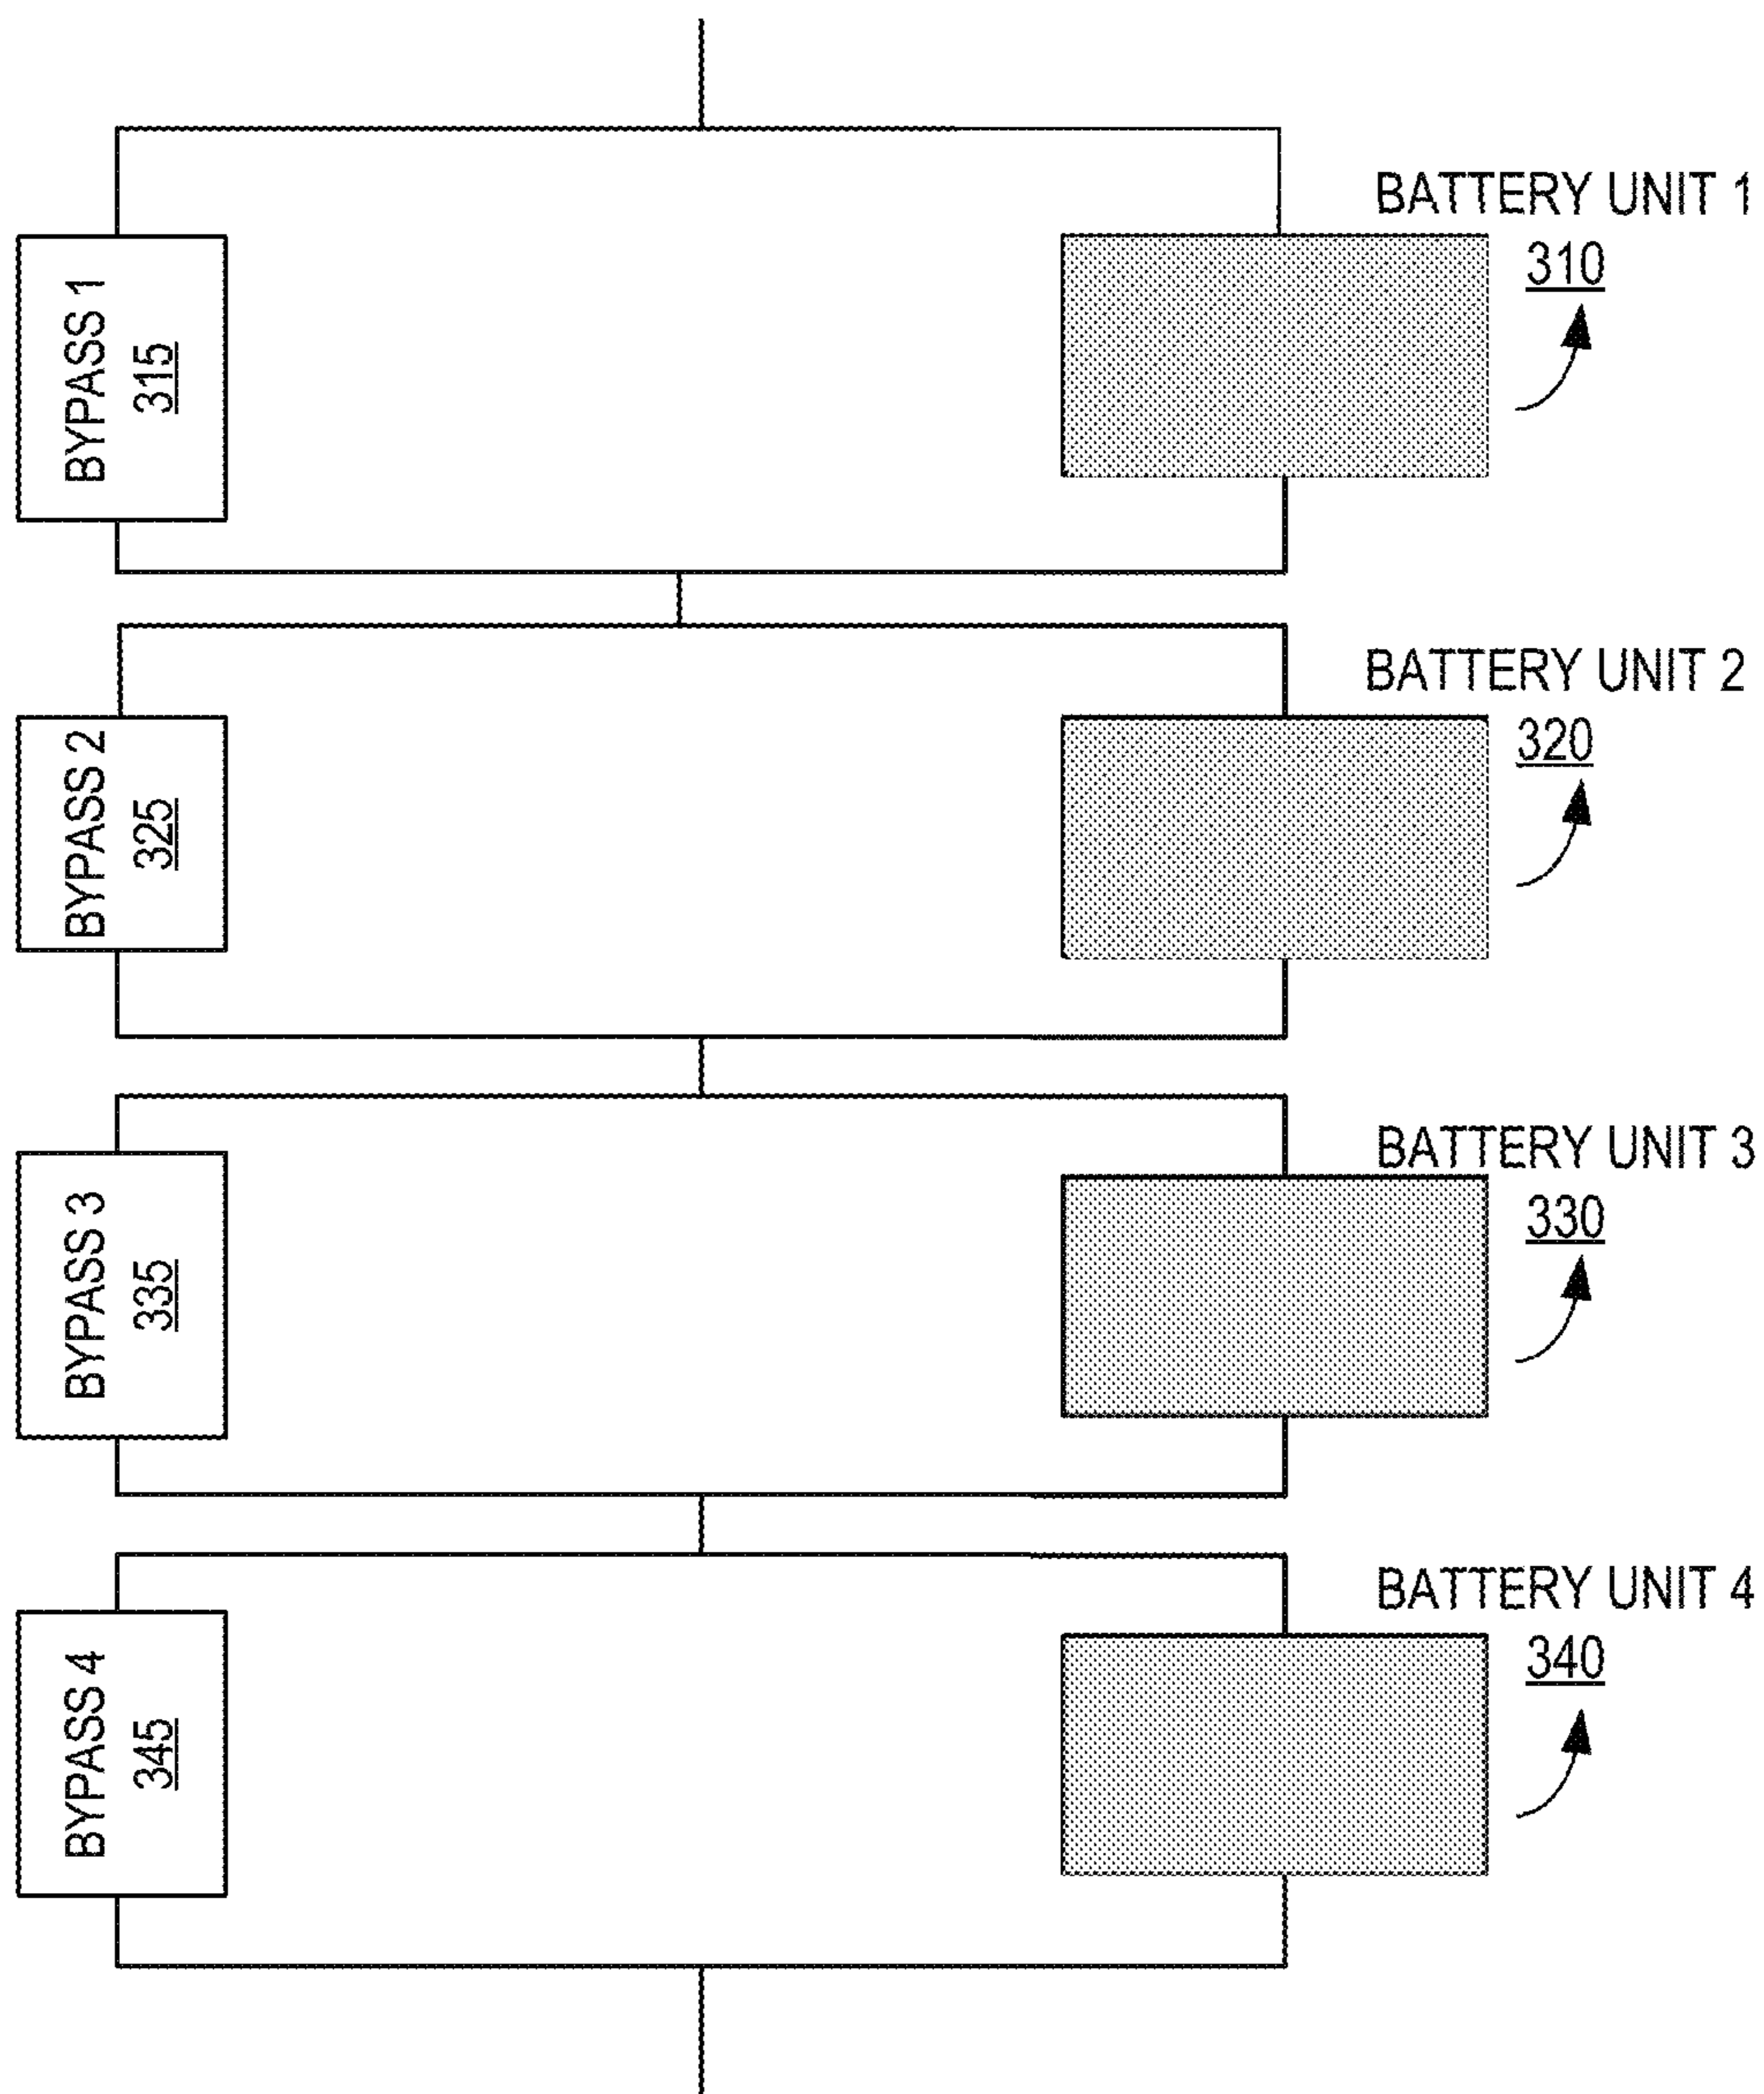 BATTERY UNIT 1
310
BYPASS 1
315
BATTERY UNIT 2
320
BYPASS 2
325
BATTERY UNIT 3
330
BYPASS 3
335
BATTERY UNIT 4
340
BYPASS 4
345